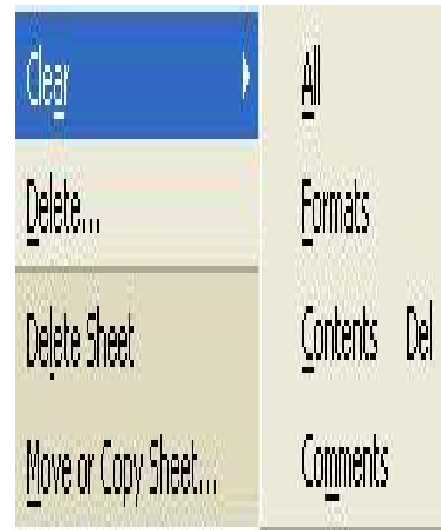 Clear
Delete...
Delete Sheet
Move or Copy Sheet...
All
Formats
Contents Del
Comments